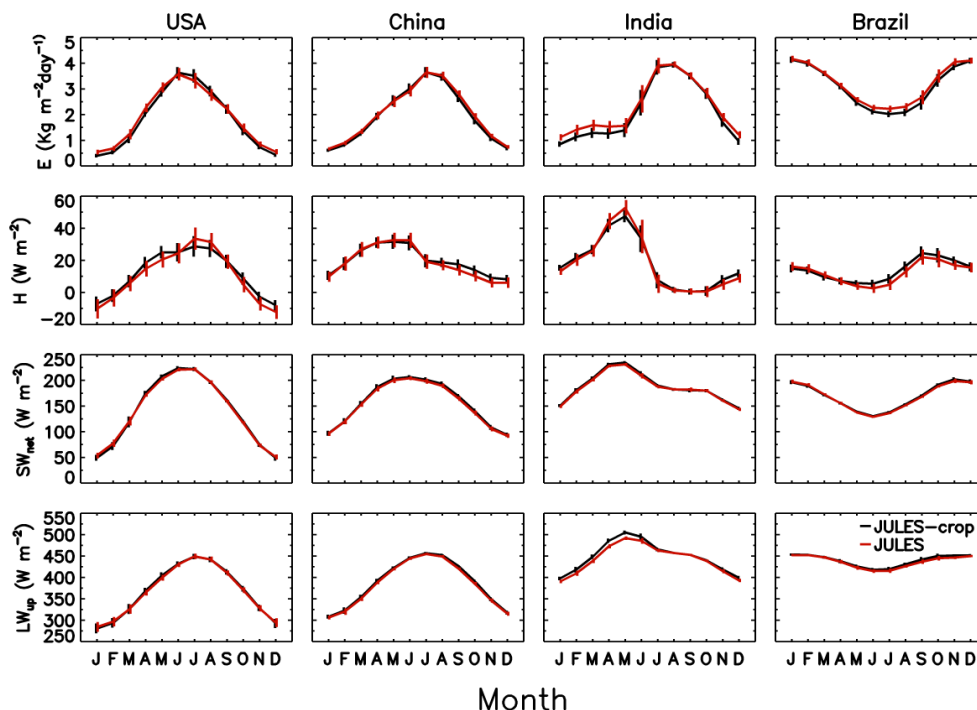 USA China India Brazil
E (Kg m⁻²day⁻¹)
5
4
3
2
1
0
H (W m⁻²)
60
40
20
0
−20
SWnet (W m⁻²)
250
200
150
100
50
0
LWup (W m⁻²)
550
500
450
400
350
300
250
JULES−crop
JULES
J F M A M J J A S O N D J F M A M J J A S O N D J F M A M J J A S O N D J F M A M J J A S O N D
Month